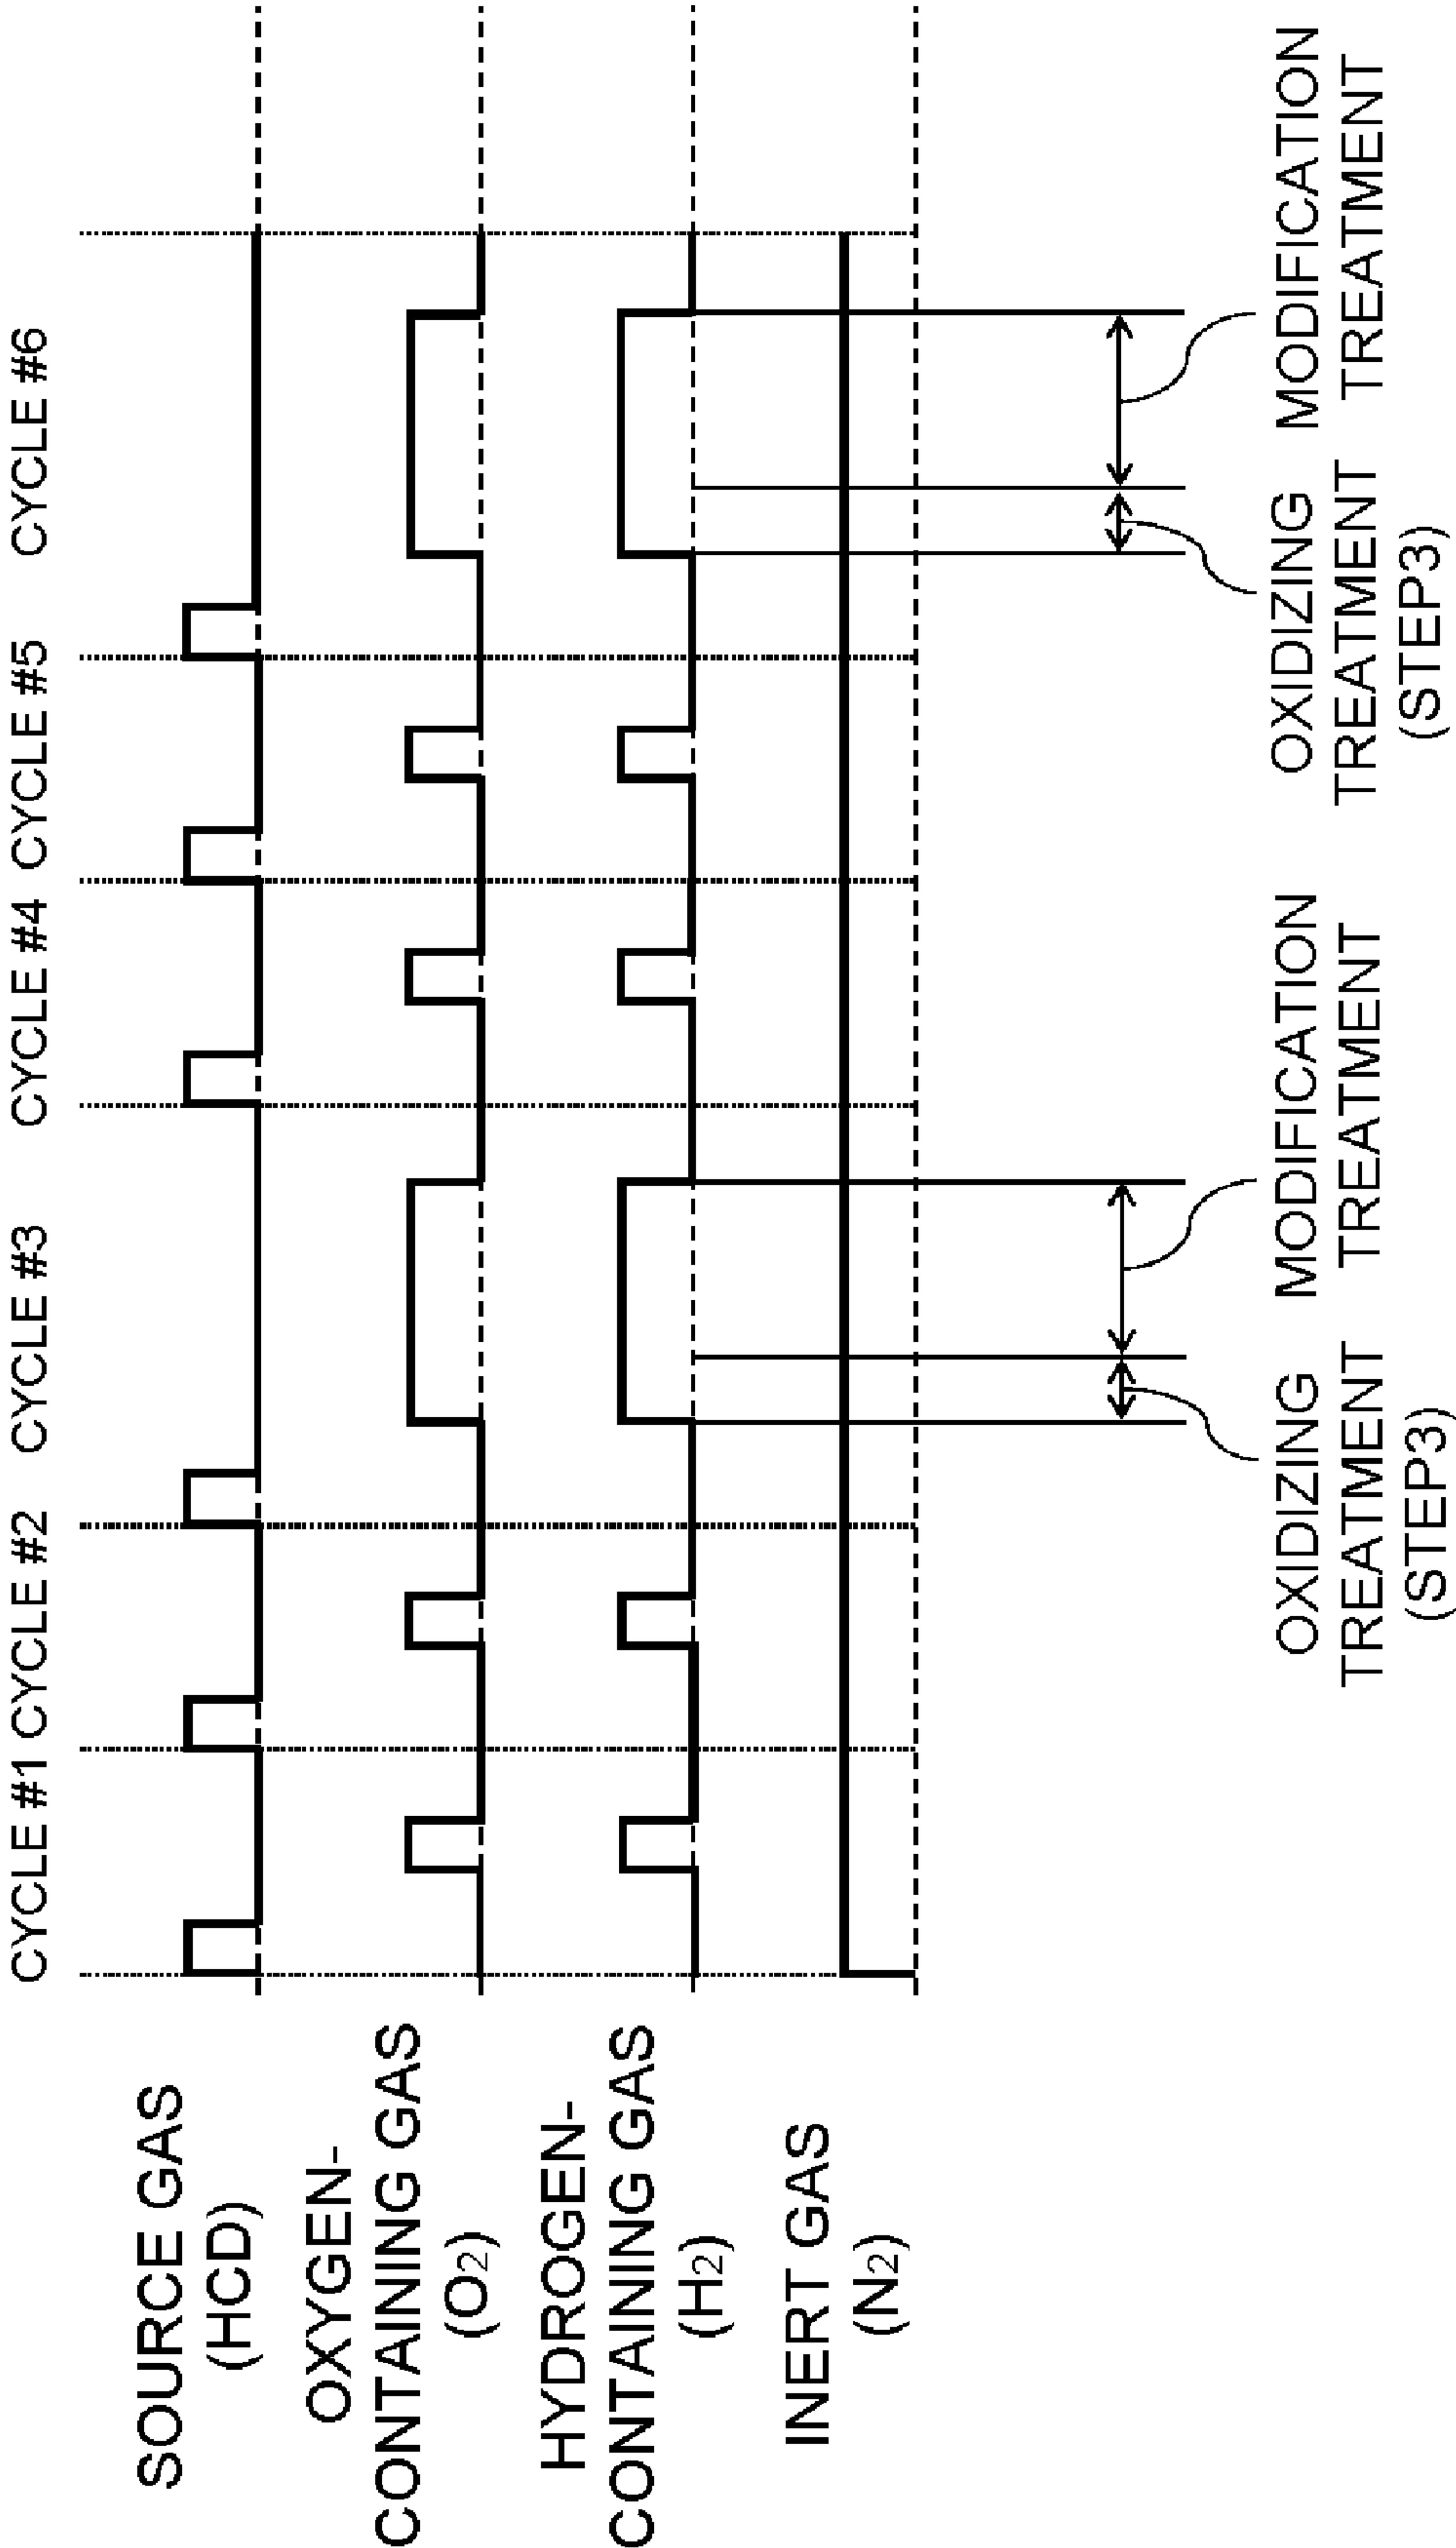 CYCLE #1 CYCLE #2 CYCLE #3 CYCLE #4 CYCLE #5 CYCLE #6
SOURCE GAS
(HCD)
OXYGEN-
CONTAINING GAS
(O2)
HYDROGEN-
CONTAINING GAS
(H2)
INERT GAS
(N2)
OXIDIZING
TREATMENT
(STEP3)
MODIFICATION
TREATMENT
OXIDIZING
TREATMENT
(STEP3)
MODIFICATION
TREATMENT